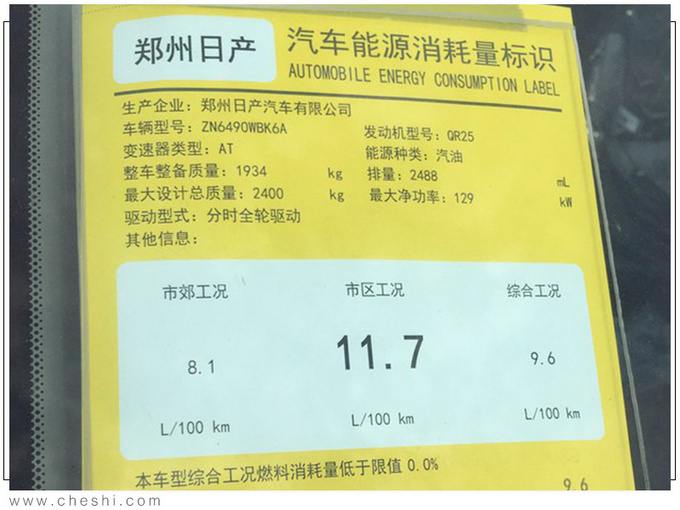 郑州日产
汽车能源消耗量标识
AUTOMOBILE ENERGY CONSUMPTION LABEL
生产企业：郑州日产汽车有限公司
车辆型号：ZN6490WBK6A
发动机型号：QR25
变速器类型：AT
能源种类：汽油
整车整备质量：1934 kg
排量：2488 mL
最大设计总质量：2400 kg
最大净功率：129 kW
驱动型式：分时全轮驱动
其他信息：
市郊工况 市区工况 综合工况
8.1 11.7 9.6
L/100 km L/100 km L/100 km
本车型综合工况燃料消耗量低于限值 0.0%
9.6
www.cheshi.com